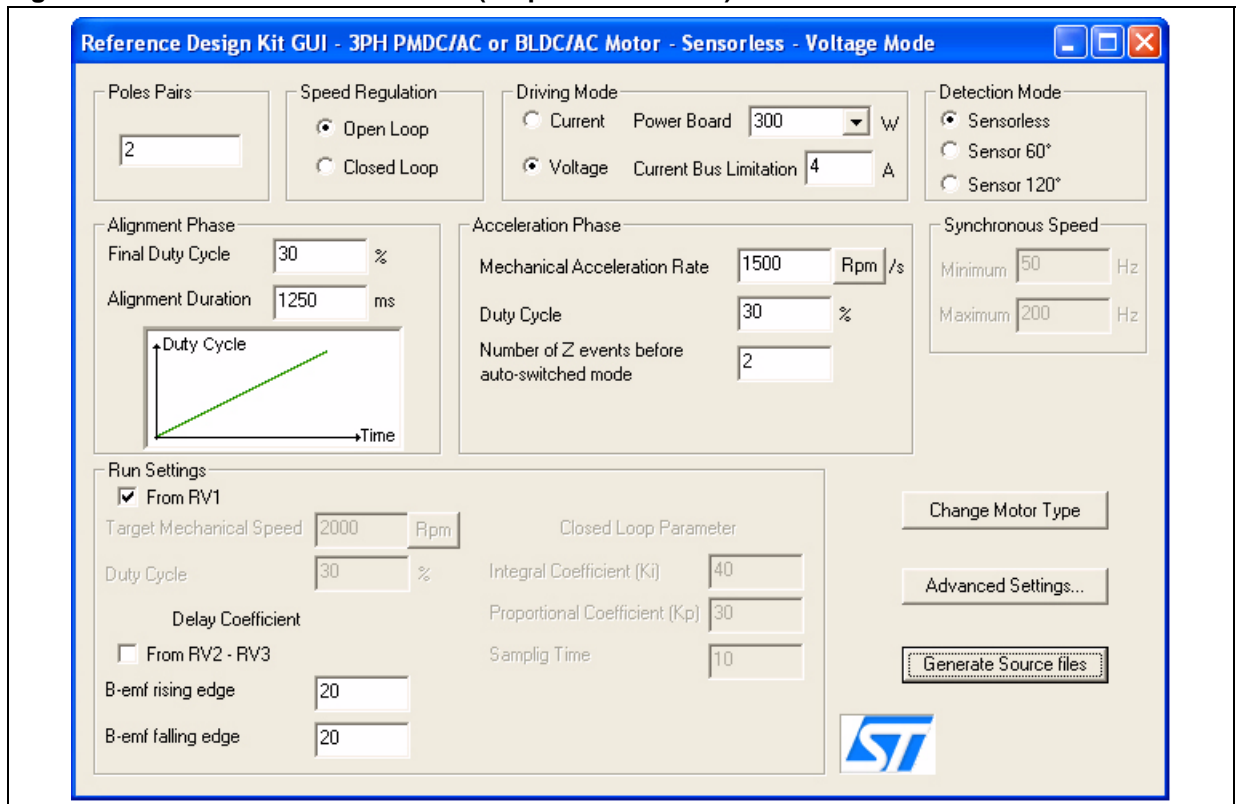 Reference Design Kit GUI - 3PH PMDC/AC or BLDC/AC Motor - Sensorless - Voltage Mode
Poles Pairs
2
Speed Regulation
Open Loop
Closed Loop
Driving Mode
Current Power Board 300 W
Voltage Current Bus Limitation 4 A
Detection Mode
Sensorless
Sensor 60°
Sensor 120°
Alignment Phase
Final Duty Cycle 30 %
Alignment Duration 1250 ms
Duty Cycle
Time
Acceleration Phase
Mechanical Acceleration Rate 1500 Rpm /s
Duty Cycle 30 %
Number of Z events before
auto-switched mode 2
Synchronous Speed
Minimum 50 Hz
Maximum 200 Hz
Run Settings
From RV1
Target Mechanical Speed 2000 Rpm
Duty Cycle 30 %
Delay Coefficient
From RV2 - RV3
B-emf rising edge 20
B-emf falling edge 20
Closed Loop Parameter
Integral Coefficient (Ki) 40
Proportional Coefficient (Kp) 30
Samplig Time 10
Change Motor Type
Advanced Settings...
Generate Source files
ST